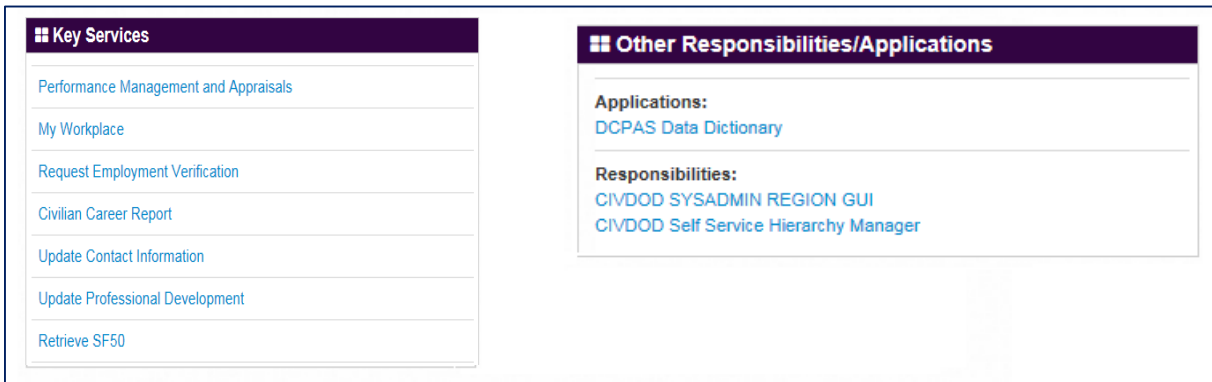 Key Services
Performance Management and Appraisals
My Workplace
Request Employment Verification
Civilian Career Report
Update Contact Information
Update Professional Development
Retrieve SF50
Other Responsibilities/Applications
Applications:
DCPAS Data Dictionary
Responsibilities:
CIVDOD SYSADMIN REGION GUI
CIVDOD Self Service Hierarchy Manager